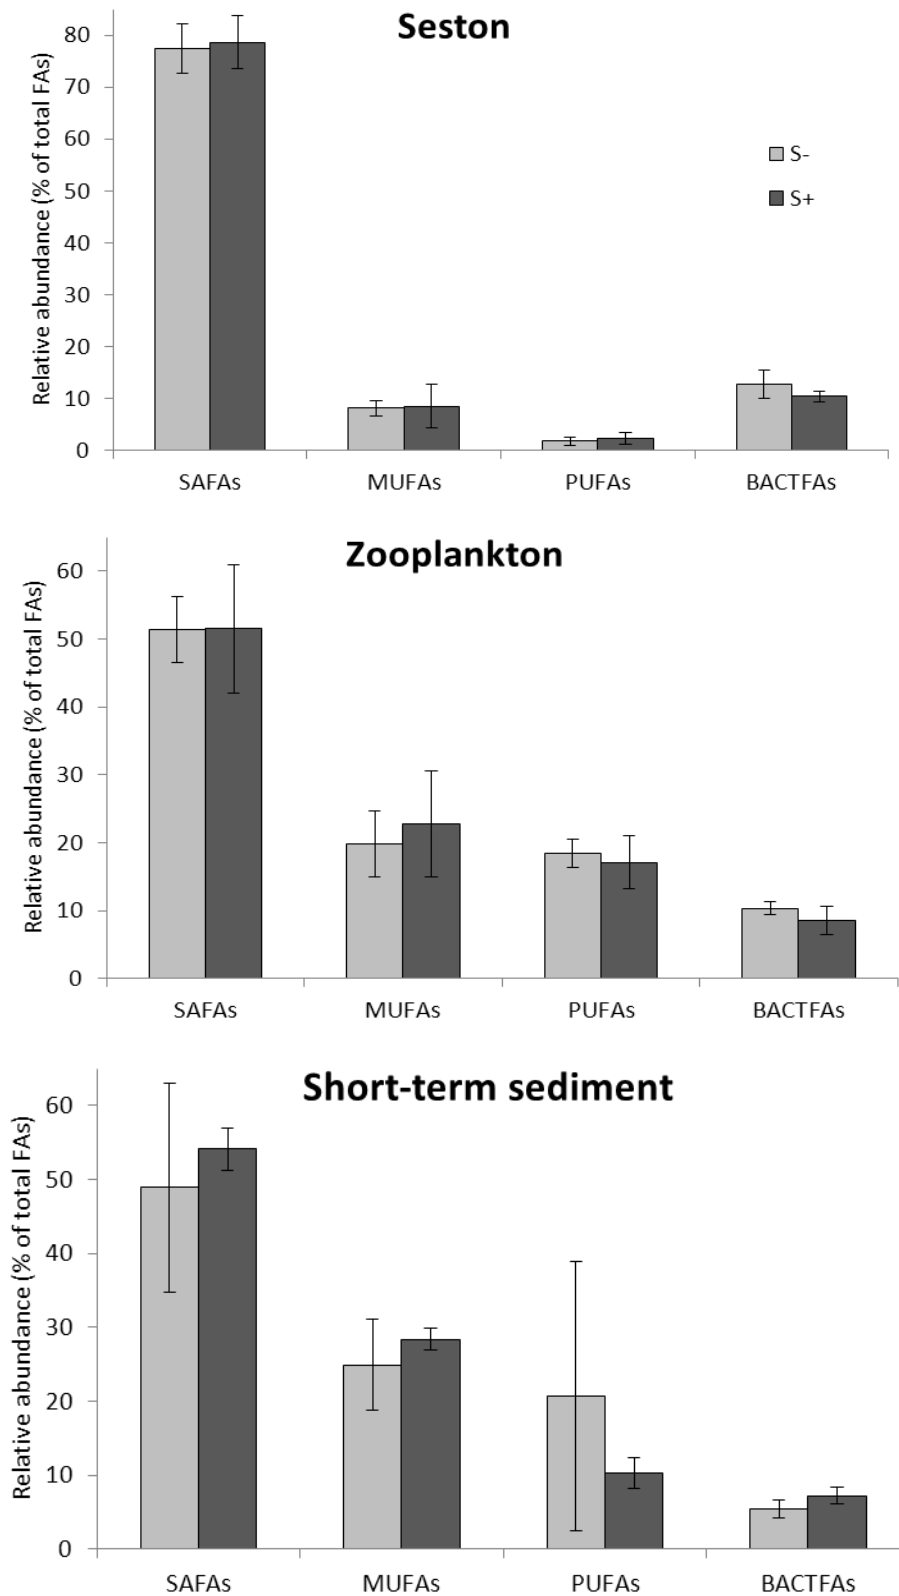 Seston
Relative abundance (% of total FAs)
80
70
60
50
40
30
20
10
0
S-
S+
SAFAs MUFAs PUFAs BACTFAs
Zooplankton
Relative abundance (% of total FAs)
60
50
40
30
20
10
0
SAFAs MUFAs PUFAs BACTFAs
Short-term sediment
Relative abundance (% of total FAs)
60
50
40
30
20
10
0
SAFAs MUFAs PUFAs BACTFAs